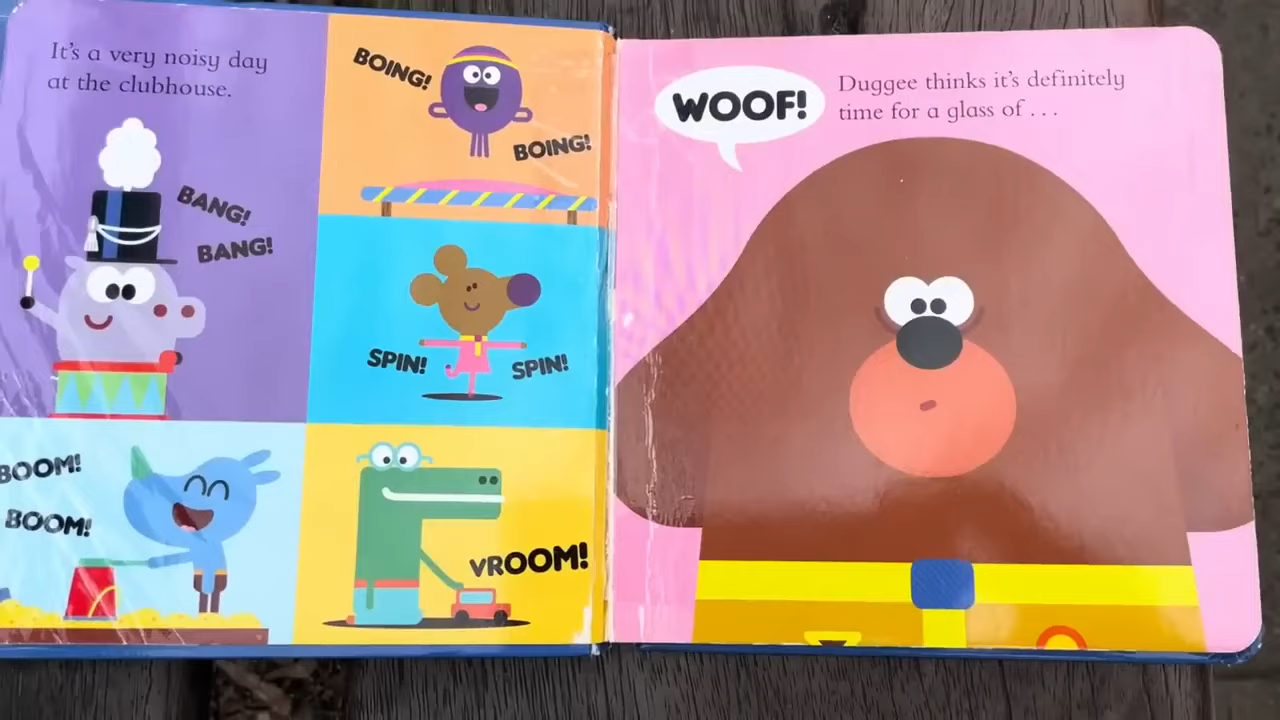 It's a very noisy day
at the clubhouse.
BANG!
BANG!
BOING!
BOING!
SPIN!
SPIN!
BOOM!
BOOM!
VROOM!
WOOF!
Duggee thinks it's definitely
time for a glass of . . .